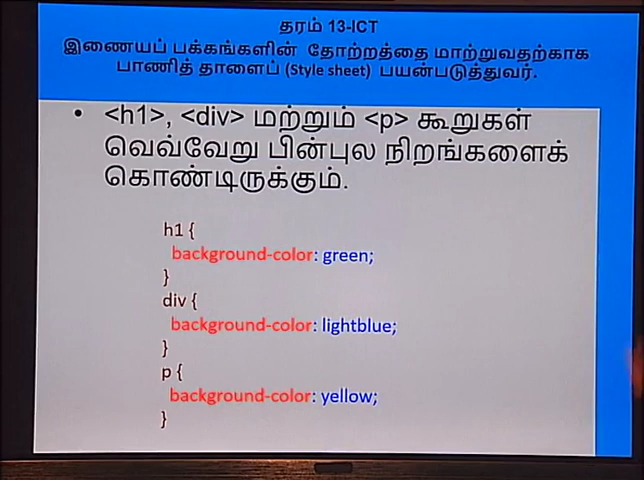 தரம் 13-ICT
இணையப் பக்கங்களின் தோற்றத்தை மாற்றுவதற்காக
பாணித் தாளைப் (Style sheet) பயன்படுத்துவர்.
• <h1>, <div> மற்றும் <p> கூறுகள்
வெவ்வேறு பின்புல நிறங்களைக்
கொண்டிருக்கும்.
h1 {
background-color: green;
}
div {
background-color: lightblue;
}
p {
background-color: yellow;
}